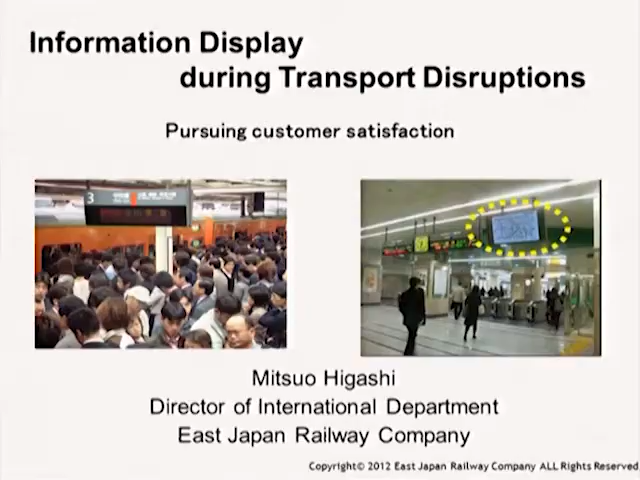 Information Display
during Transport Disruptions
Pursuing customer satisfaction
3
Mitsuo Higashi
Director of International Department
East Japan Railway Company
Copyright© 2012 East Japan Railway Company ALL Rights Reserved